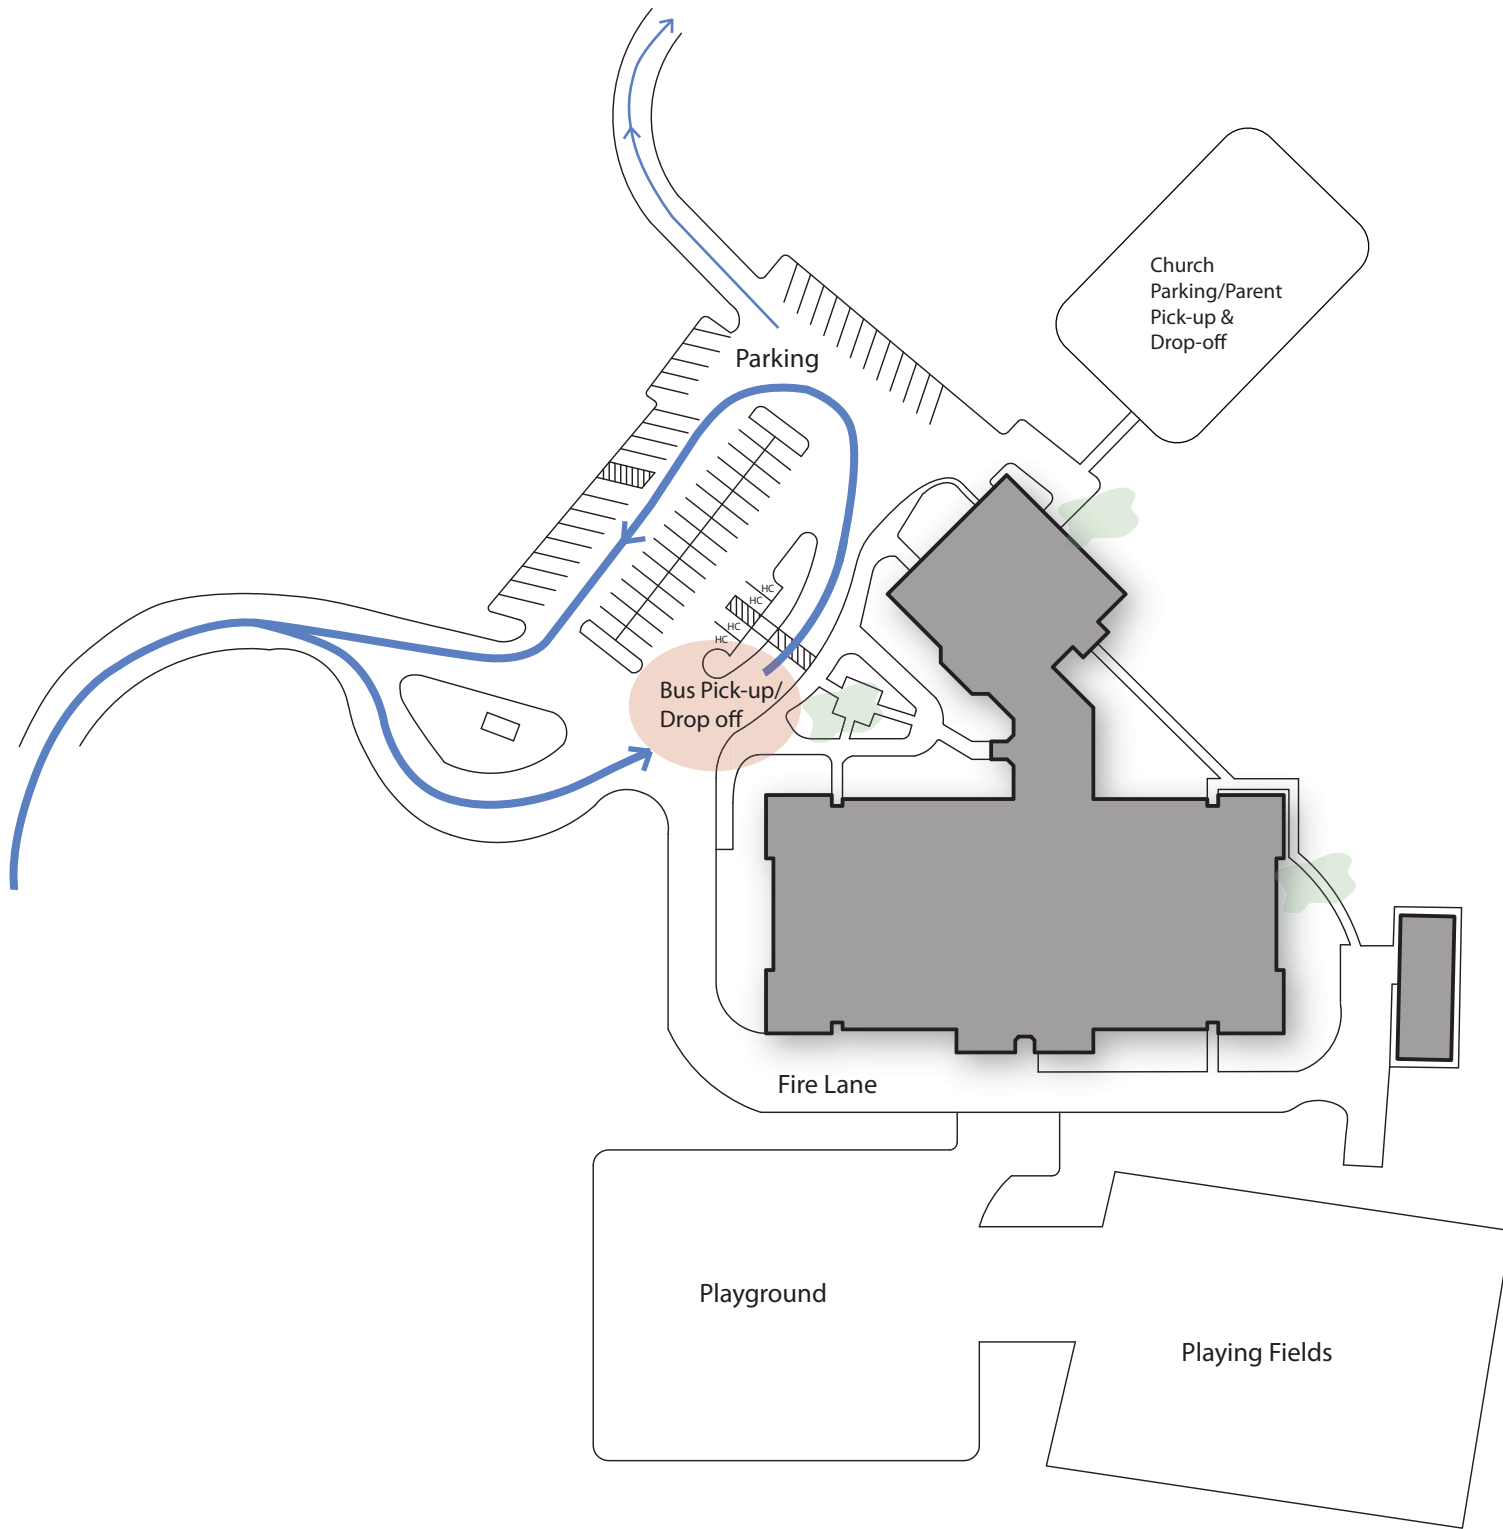 Church
Parking/Parent
Pick-up &
Drop-off
Parking
HC
HC
HC
HC
Bus Pick-up/
Drop off
Fire Lane
Playground
Playing Fields